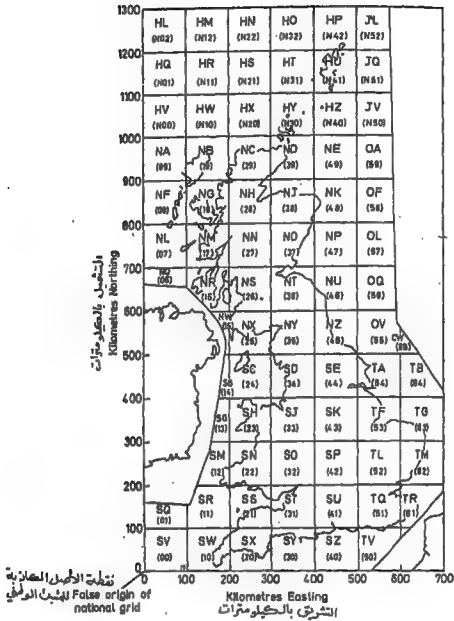 1300
HL HM HN HO HP JL
(N02) (N12) (N22) (N32) (N42) (N52)
1200
HQ HR HS HT HU JQ
(N01) (N11) (N21) (N31) (N41) (N51)
1100
HV HW HX HY HZ JV
(N00) (N10) (N20) (N30) (N40) (N50)
1000
NA NB NC ND NE OA
(09) (19) (29) (39) (49) (59)
900
NF NG NH NJ NK OF
(08) (18) (28) (38) (48) (58)
800
NL NM NN NO NP OL
(07) (17) (27) (37) (47) (57)
700
NQ NR NS NT NU OQ
(06) (16) (26) (36) (46) (56)
600
NW NX NY NZ OV OW
(15) (25) (35) (45) (55) (65)
500
SB SC SD SE TA TB
(14) (24) (34) (44) (54) (64)
400
SG SH SJ SK TF TG
(13) (23) (33) (43) (53) (63)
300
SM SN SO SP TL TM
(12) (22) (32) (42) (52) (62)
200
SQ SR SS ST SU TQ TR
(01) (11) (21) (31) (41) (51) (61)
100
SV SW SX SY SZ TV
(00) (10) (20) (30) (40) (50)
0
0 100 200 300 400 500 600 700
Kilometres Northing
التشميل بالكيلومترات
Kilometres Easting
التشريق بالكيلومترات
نقطة الأصل الكاذبة
False origin of
national grid